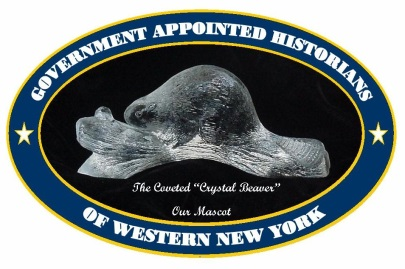 GOVERNMENT APPOINTED HISTORIANS
The Coveted “Crystal Beaver”
Our Mascot
OF WESTERN NEW YORK